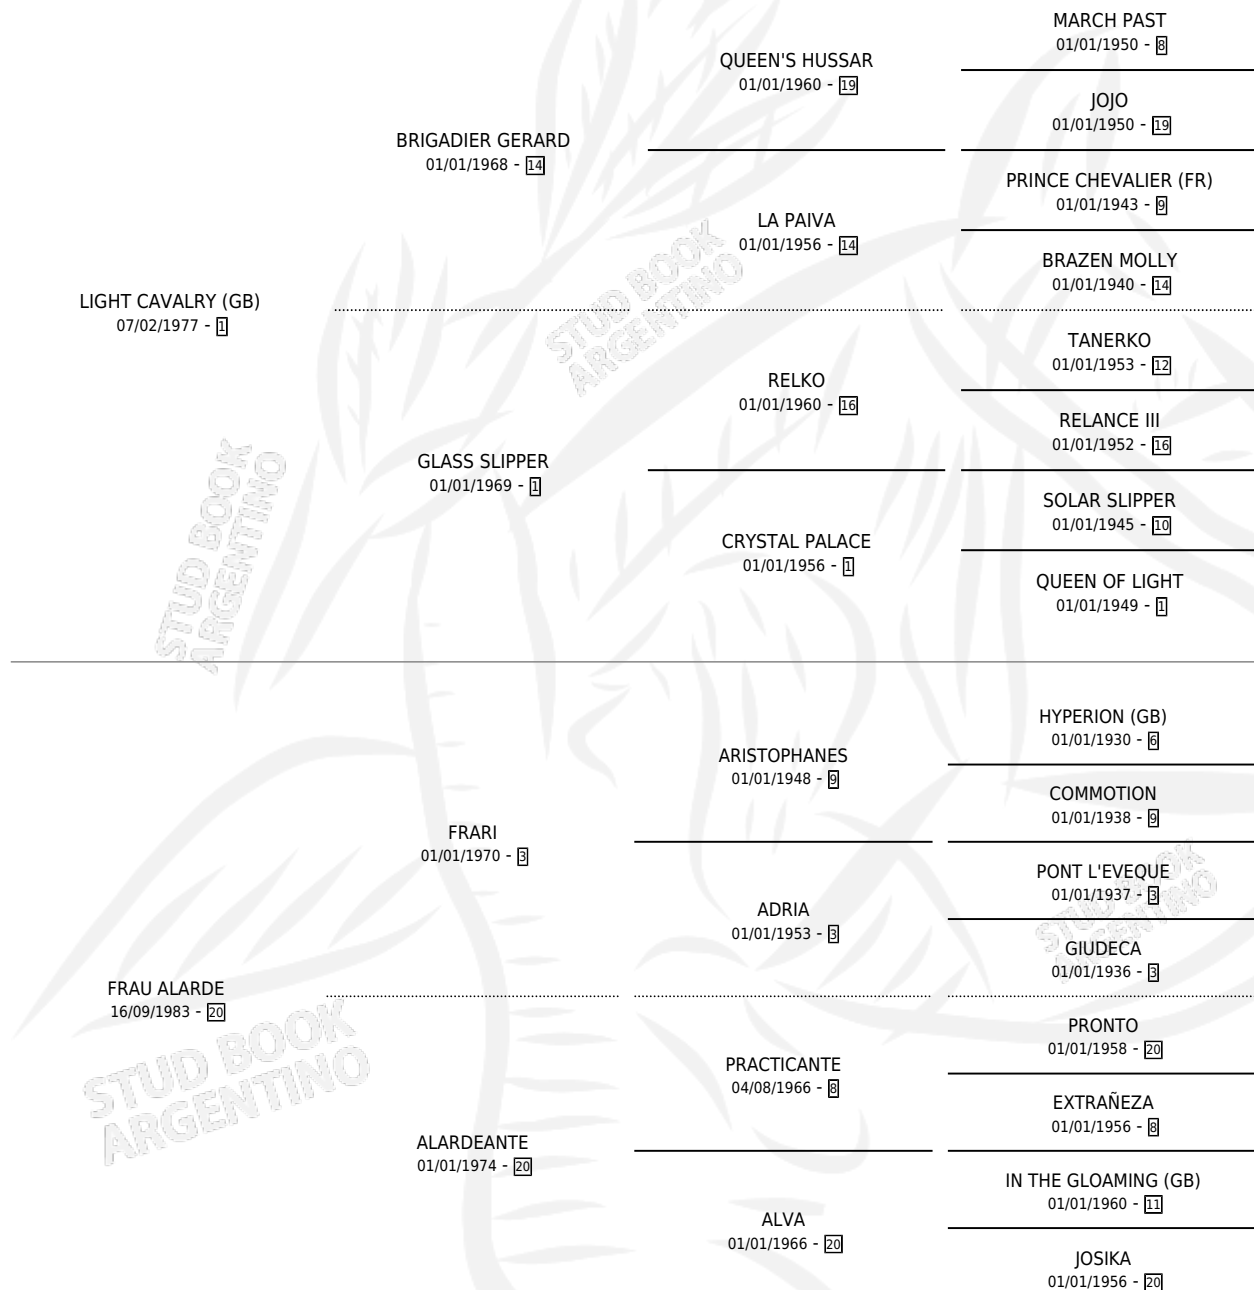 MARCH PAST
01/01/1950 - 8
QUEEN'S HUSSAR
01/01/1960 - 19
JOJO
01/01/1950 - 19
BRIGADIER GERARD
01/01/1968 - 14
PRINCE CHEVALIER (FR)
01/01/1943 - 9
LA PAIVA
01/01/1956 - 14
BRAZEN MOLLY
01/01/1940 - 14
LIGHT CAVALRY (GB)
07/02/1977 - 1
STUD BOOK
ARGENTINO
TANERKO
01/01/1953 - 12
RELKO
01/01/1960 - 16
RELANCE III
01/01/1952 - 16
GLASS SLIPPER
01/01/1969 - 1
SOLAR SLIPPER
01/01/1945 - 10
CRYSTAL PALACE
01/01/1956 - 1
QUEEN OF LIGHT
01/01/1949 - 1
STUD BOOK
ARGENTINO
HYPERION (GB)
01/01/1930 - 6
ARISTOPHANES
01/01/1948 - 9
COMMOTION
01/01/1938 - 9
FRARI
01/01/1970 - 3
PONT L'EVEQUE
01/01/1937 - 3
ADRIA
01/01/1953 - 3
GIUDECA
01/01/1936 - 3
STUD BOOK
ARGENTINO
FRAU ALARDE
16/09/1983 - 20
PRONTO
01/01/1958 - 20
PRACTICANTE
04/08/1966 - 8
EXTRAÑEZA
01/01/1956 - 8
STUD BOOK
ARGENTINO
ALARDEANTE
01/01/1974 - 20
IN THE GLOAMING (GB)
01/01/1960 - 11
ALVA
01/01/1966 - 20
JOSIKA
01/01/1956 - 20